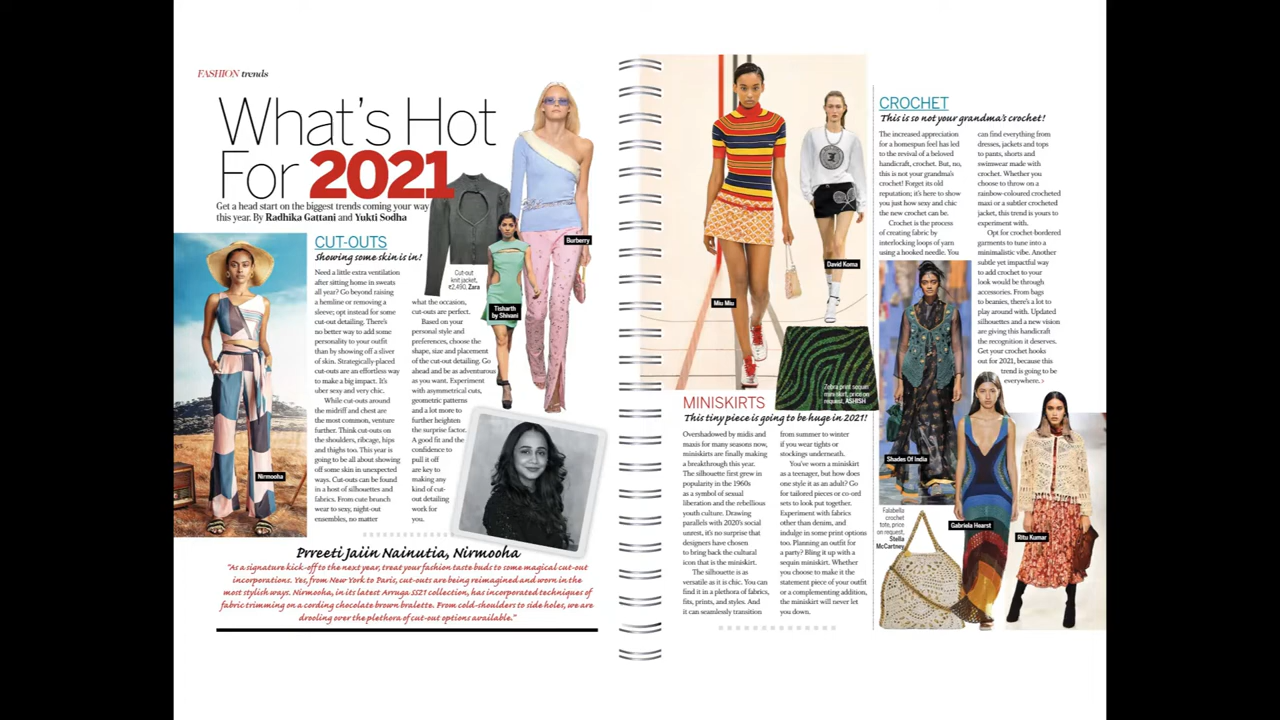 FASHION trends
What's Hot
For 2021
Get a head start on the biggest trends coming your way
this year. By Radhika Gattani and Yukti Sodha
CUT-OUTS
Showing some skin is in!
Need a little extra ventilation
after sitting home in sweats
all year? Go beyond raising
a hemline or removing a
sleeve; opt instead for some
cut-out detailing. There's
no better way to add some
personality to your outfit
than by showing off a sliver
of skin. Strategically-placed
cut-outs are an effortless way
to make a big impact. It's
uber sexy and very chic.
While cut-outs around
the midriff and chest are
the most common, venture
further. Think cut-outs on
the shoulders, ribcage, hips
and thighs too. This year is
going to be all about showing
off some skin in unexpected
ways. Cut-outs can be found
in a host of silhouettes and
fabrics. From cute brunch
wear to sexy, night-out
ensembles, no matter
what the occasion,
cut-outs are perfect.
Based on your
personal style and
preferences, choose the
shape, size and placement
of the cut-out detailing. Go
ahead and be as adventurous
as you want. Experiment
with asymmetrical cuts,
geometric patterns
and a lot more to
further heighten
the surprise factor.
A good fit and the
confidence to
pull it off
are key to
making any
kind of cut-
out detailing
work for
you.
Nirmooha
Cut-out
knit jacket,
₹2,490, Zara
Tisharth
by Shivani
Burberry
Prreeti Jaiin Nainutia, Nirmooha
"As a signature kick-off to the next year, treat your fashion taste buds to some magical cut-out
incorporations. Yes, from New York to Paris, cut-outs are being reimagined and worn in the
most stylish ways. Nirmooha, in its latest Arruga SS21 collection, has incorporated techniques of
fabric trimming on a cording chocolate brown bralette. From cold-shoulders to side holes, we are
drooling over the plethora of cut-out options available."
Miu Miu
David Koma
Zebra print sequin
mini skirt, price on
request, ASHISH
MINISKIRTS
This tiny piece is going to be huge in 2021!
Overshadowed by midis and
maxis for many seasons now,
miniskirts are finally making
a breakthrough this year.
The silhouette first grew in
popularity in the 1960s
as a symbol of sexual
liberation and the rebellious
youth culture. Drawing
parallels with 2020's social
unrest, it's no surprise that
designers have chosen
to bring back the cultural
icon that is the miniskirt.
The silhouette is as
versatile as it is chic. You can
find it in a plethora of fabrics,
fits, prints, and styles. And
it can seamlessly transition
from summer to winter
if you wear tights or
stockings underneath.
You've worn a miniskirt
as a teenager, but how does
one style it as an adult? Go
for tailored pieces or co-ord
sets to look put together.
Experiment with fabrics
other than denim, and
indulge in some print options
too. Planning an outfit for
a party? Bling it up with a
sequin miniskirt. Whether
you choose to make it the
statement piece of your outfit
or a complementing addition,
the miniskirt will never let
you down.
CROCHET
This is so not your grandma's crochet!
The increased appreciation
for a homespun feel has led
to the revival of a beloved
handicraft, crochet. But, no,
this is not your grandma's
crochet! Forget its old
reputation; it's here to show
you just how sexy and chic
the new crochet can be.
Crochet is the process
of creating fabric by
interlocking loops of yarn
using a hooked needle. You
can find everything from
dresses, jackets and tops
to pants, shorts and
swimwear made with
crochet. Whether you
choose to throw on a
rainbow-coloured crocheted
maxi or a subtler crocheted
jacket, this trend is yours to
experiment with.
Opt for crochet-bordered
garments to tune into a
minimalistic vibe. Another
subtle yet impactful way
to add crochet to your
look would be through
accessories. From bags
to beanies, there's a lot to
play around with. Updated
silhouettes and a new vision
are giving this handicraft
the recognition it deserves.
Get your crochet hooks
out for 2021, because this
trend is going to be
everywhere. >
Shades Of India
Falabella
crochet
tote, price
on request,
Stella
McCartney
Gabriela Hearst
Ritu Kumar